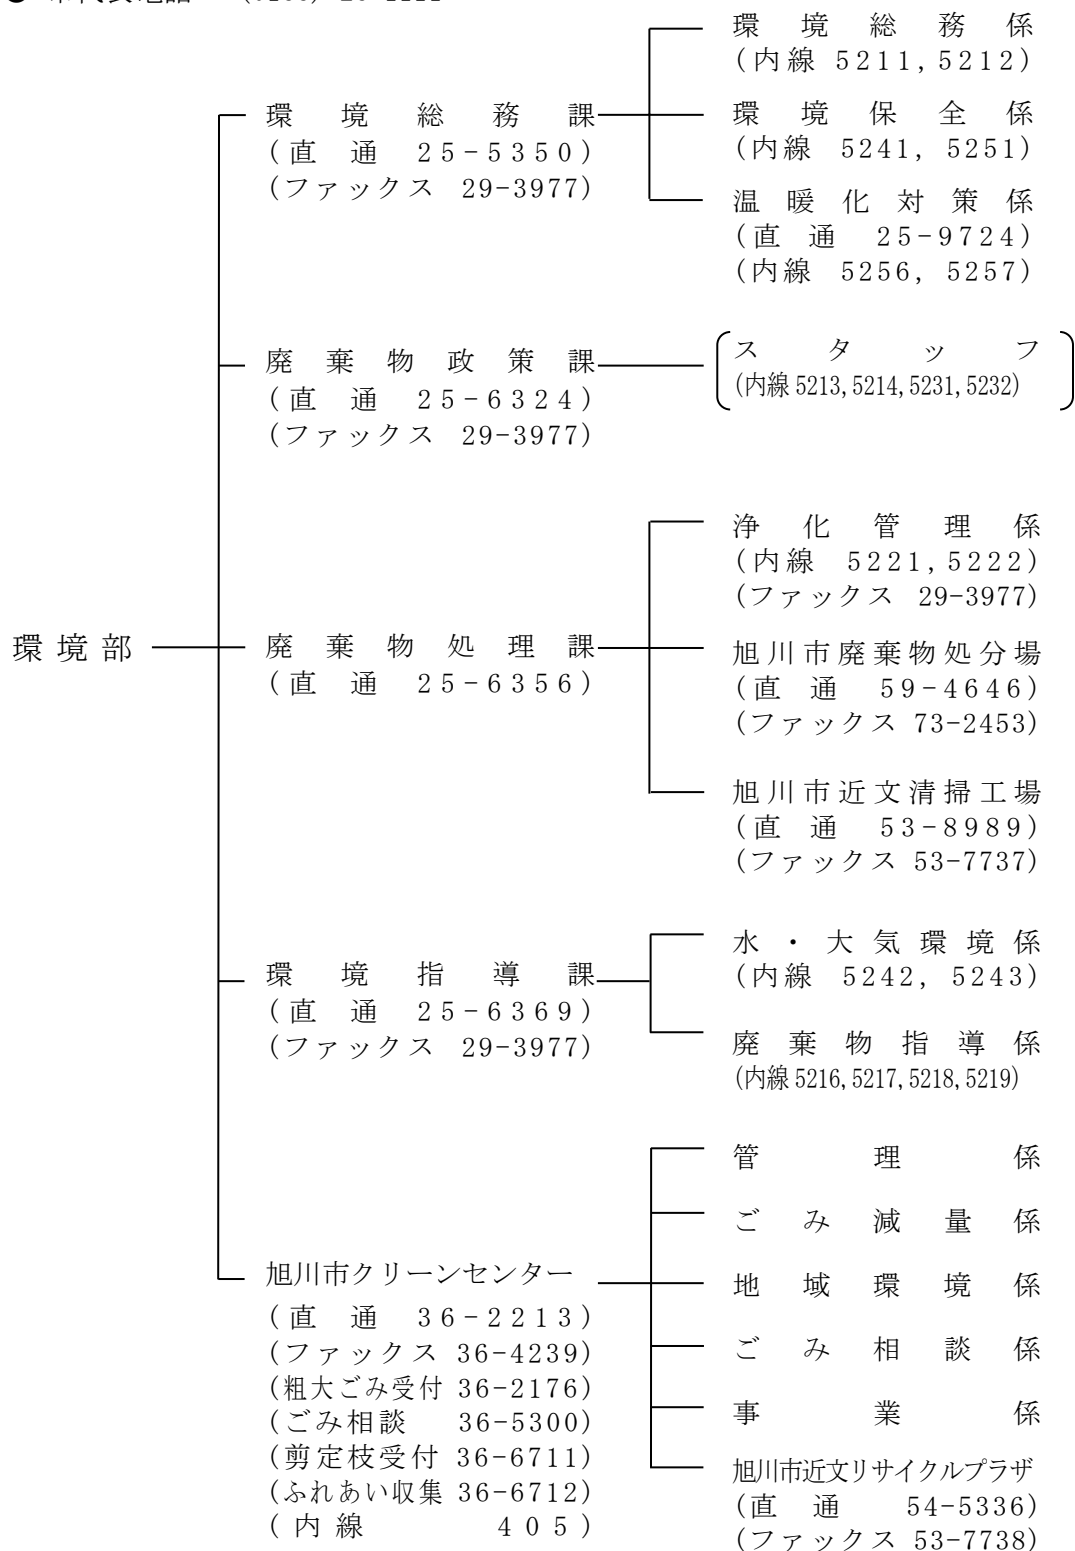 環境総務係
(内線 5211,5212)
環境総務課
(直通 25-5350)
(ファックス 29-3977)
環境保全係
(内線 5241, 5251)
温暖化対策係
(直通 25-9724)
(内線 5256, 5257)
廃棄物政策課
(直通 25-6324)
(ファックス 29-3977)
スタッフ
(内線 5213,5214,5231,5232)
環境部
廃棄物処理課
(直通 25-6356)
浄化管理係
(内線 5221,5222)
(ファックス 29-3977)
旭川市廃棄物処分場
(直通 59-4646)
(ファックス 73-2453)
旭川市近文清掃工場
(直通 53-8989)
(ファックス 53-7737)
環境指導課
(直通 25-6369)
(ファックス 29-3977)
水・大気環境係
(内線 5242, 5243)
廃棄物指導係
(内線 5216,5217,5218,5219)
旭川市クリーンセンター
(直通 36-2213)
(ファックス 36-4239)
(粗大ごみ受付 36-2176)
(ごみ相談 36-5300)
(剪定枝受付 36-6711)
(ふれあい収集 36-6712)
(内線 405)
管理係
ごみ減量係
地域環境係
ごみ相談係
事業係
旭川市近文リサイクルプラザ
(直通 54-5336)
(ファックス 53-7738)